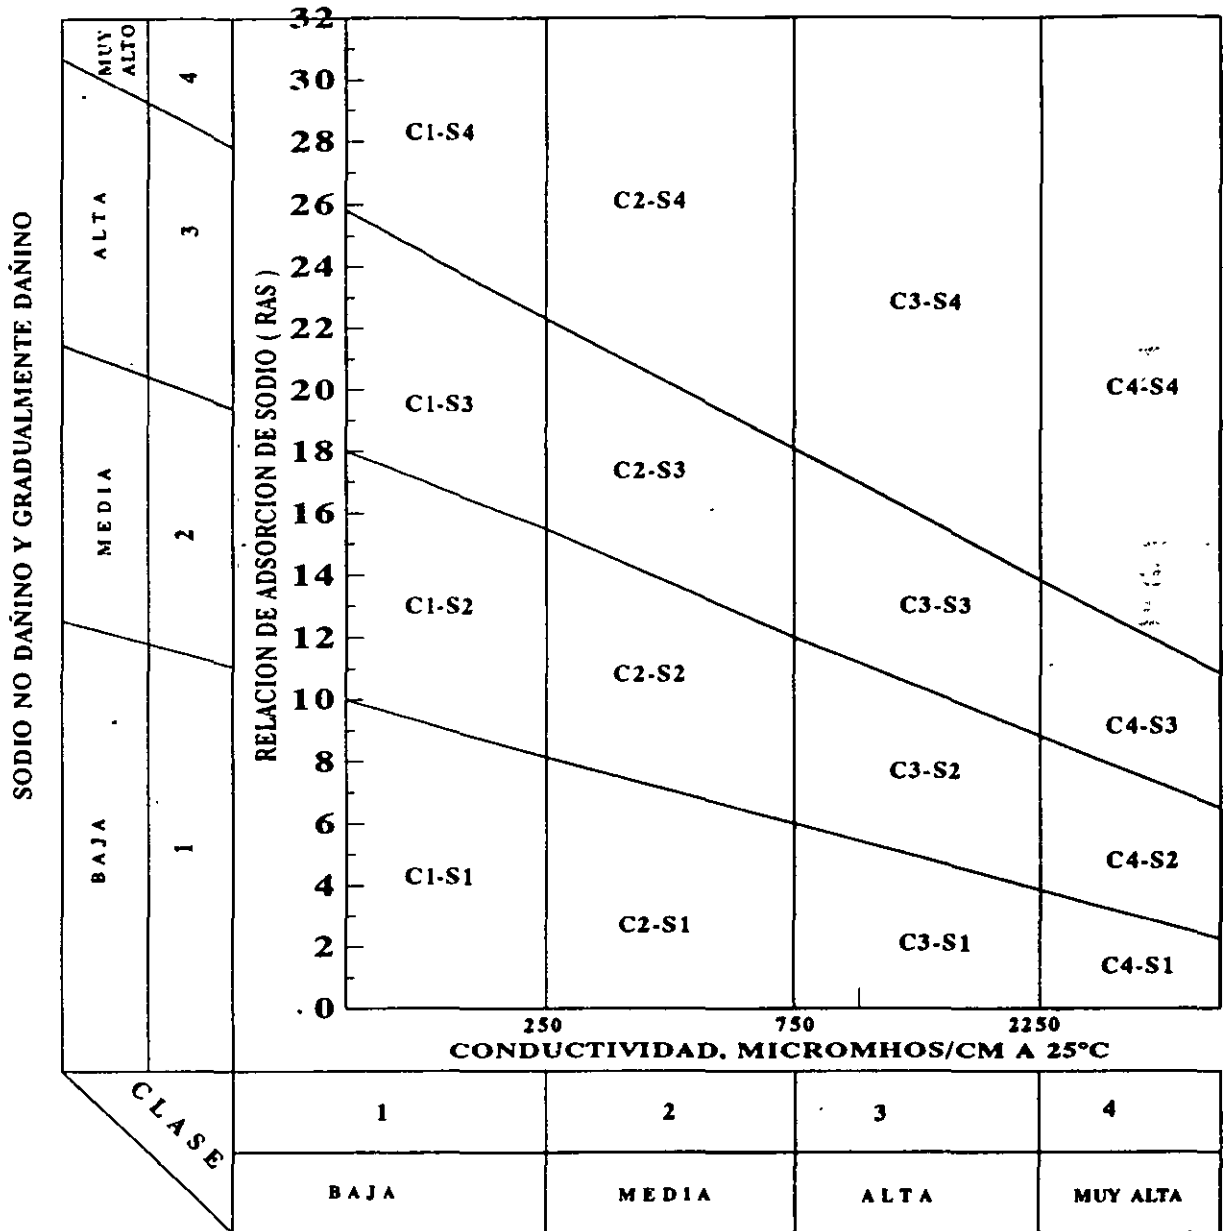 SODIO NO DAÑINO Y GRADUALMENTE DAÑINO
MUY
ALTO
4
ALTA
3
MEDIA
2
BAJA
1
RELACION DE ADSORCION DE SODIO ( RAS )
32
30
28
26
24
22
20
18
16
14
12
10
8
6
4
2
0
C1-S4
C2-S4
C3-S4
C4-S4
C1-S3
C2-S3
C3-S3
C4-S3
C1-S2
C2-S2
C3-S2
C4-S2
C1-S1
C2-S1
C3-S1
C4-S1
250 750 2250
CONDUCTIVIDAD. MICROMHOS/CM A 25°C
CLASE
1 2 3 4
BAJA MEDIA ALTA MUY ALTA